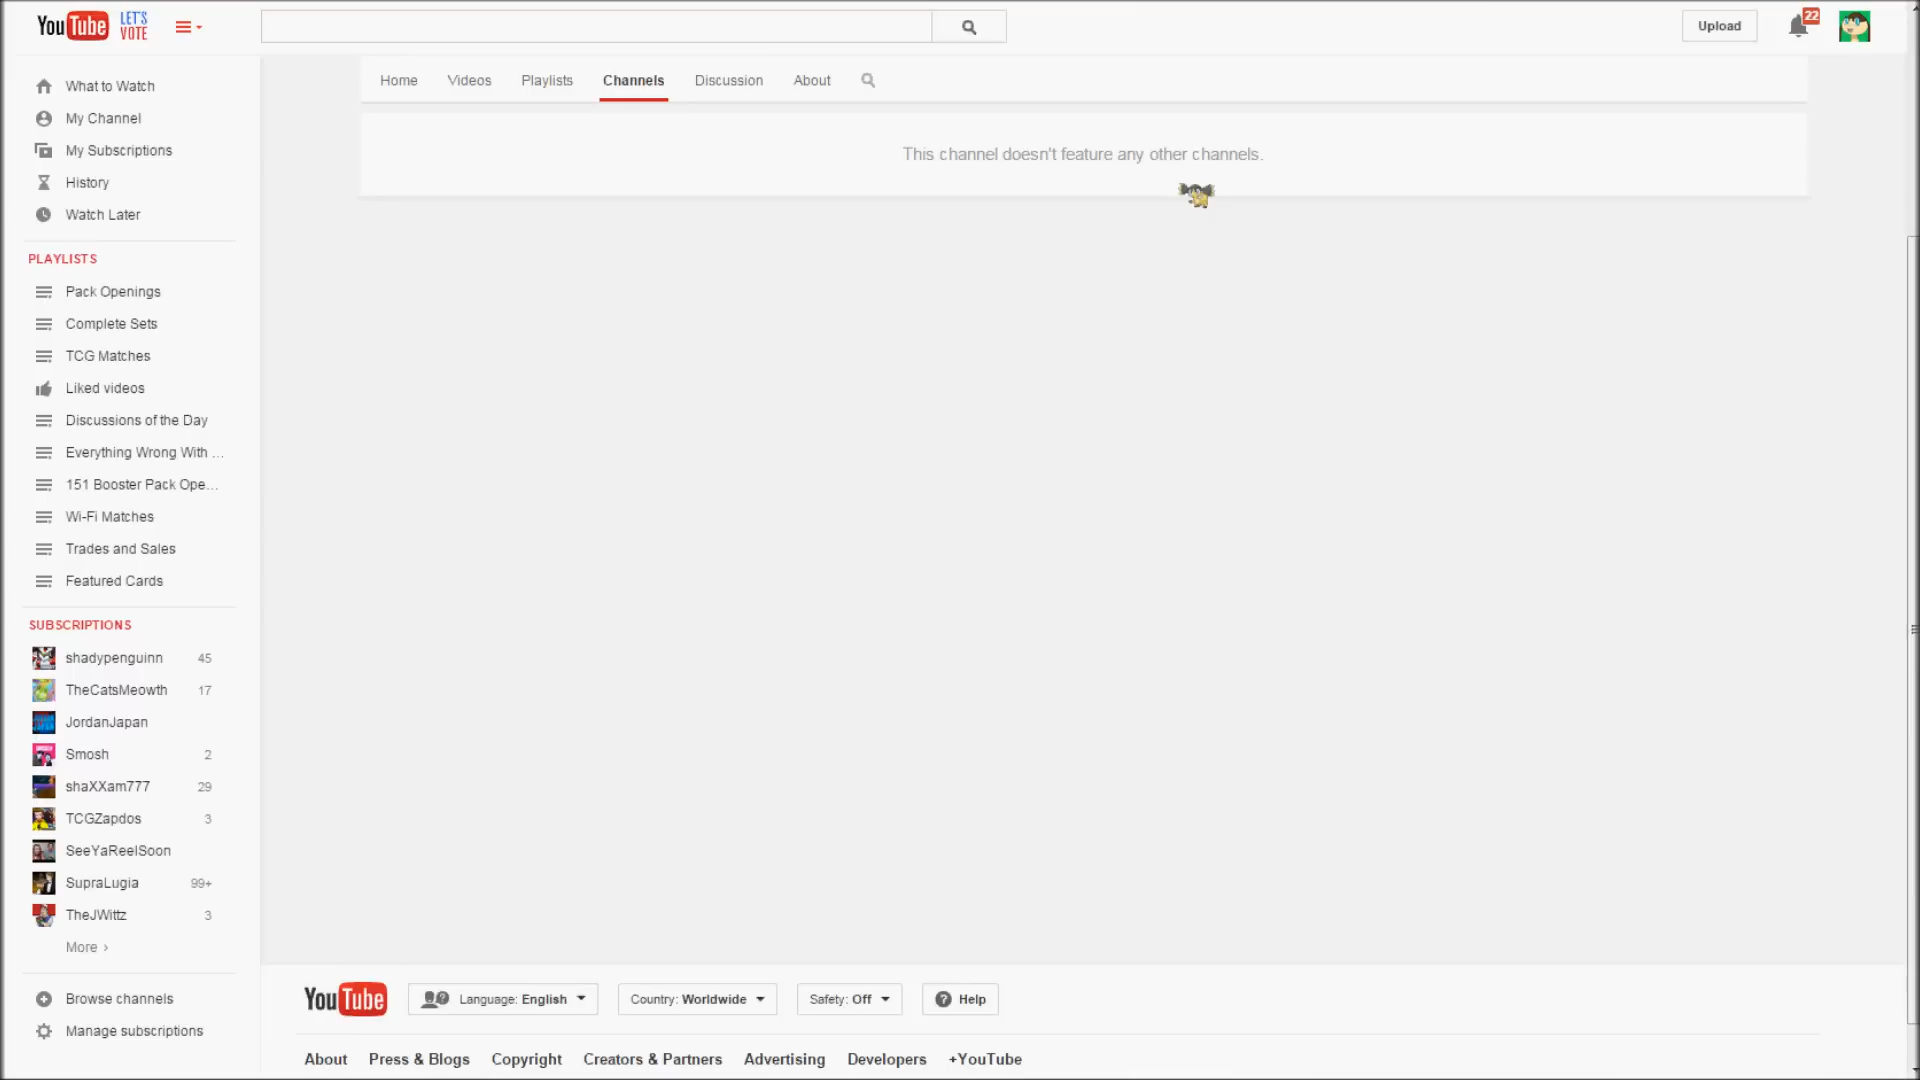 YouTube LET'S VOTE
Upload
22
What to Watch
My Channel
My Subscriptions
History
Watch Later
PLAYLISTS
Pack Openings
Complete Sets
TCG Matches
Liked videos
Discussions of the Day
Everything Wrong With ...
151 Booster Pack Ope...
Wi-Fi Matches
Trades and Sales
Featured Cards
SUBSCRIPTIONS
shadypenguinn 45
TheCatsMeowth 17
JordanJapan
Smosh 2
shaXXam777 29
TCGZapdos 3
SeeYaReelSoon
SupraLugia 99+
TheJWittz 3
More ›
Browse channels
Manage subscriptions
Home Videos Playlists Channels Discussion About
This channel doesn't feature any other channels.
YouTube Language: English Country: Worldwide Safety: Off Help
About Press & Blogs Copyright Creators & Partners Advertising Developers +YouTube